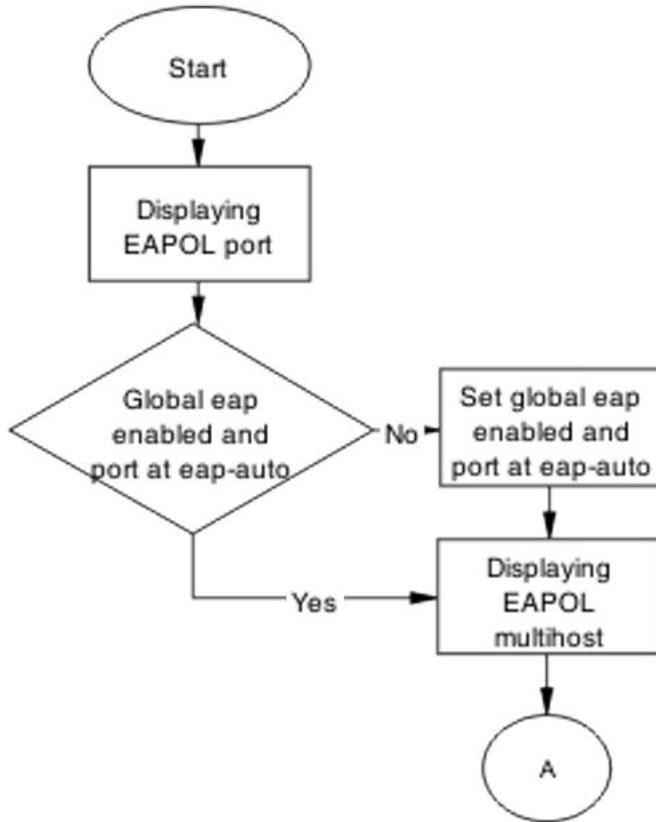 Start
Displaying
EAPOL port
Global eap
enabled and
port at eap-auto
No
Set global eap
enabled and
port at eap-auto
Yes
Displaying
EAPOL
multihost
A